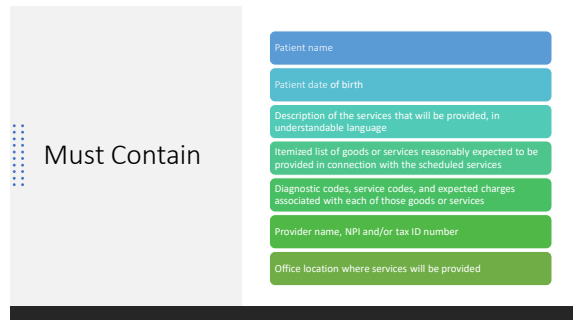 Must Contain
Patient name
Patient date of birth
Description of the services that will be provided, in
understandable language
Itemized list of goods or services reasonably expected to be
provided in connection with the scheduled services
Diagnostic codes, service codes, and expected charges
associated with each of those goods or services
Provider name, NPI and/or tax ID number
Office location where services will be provided